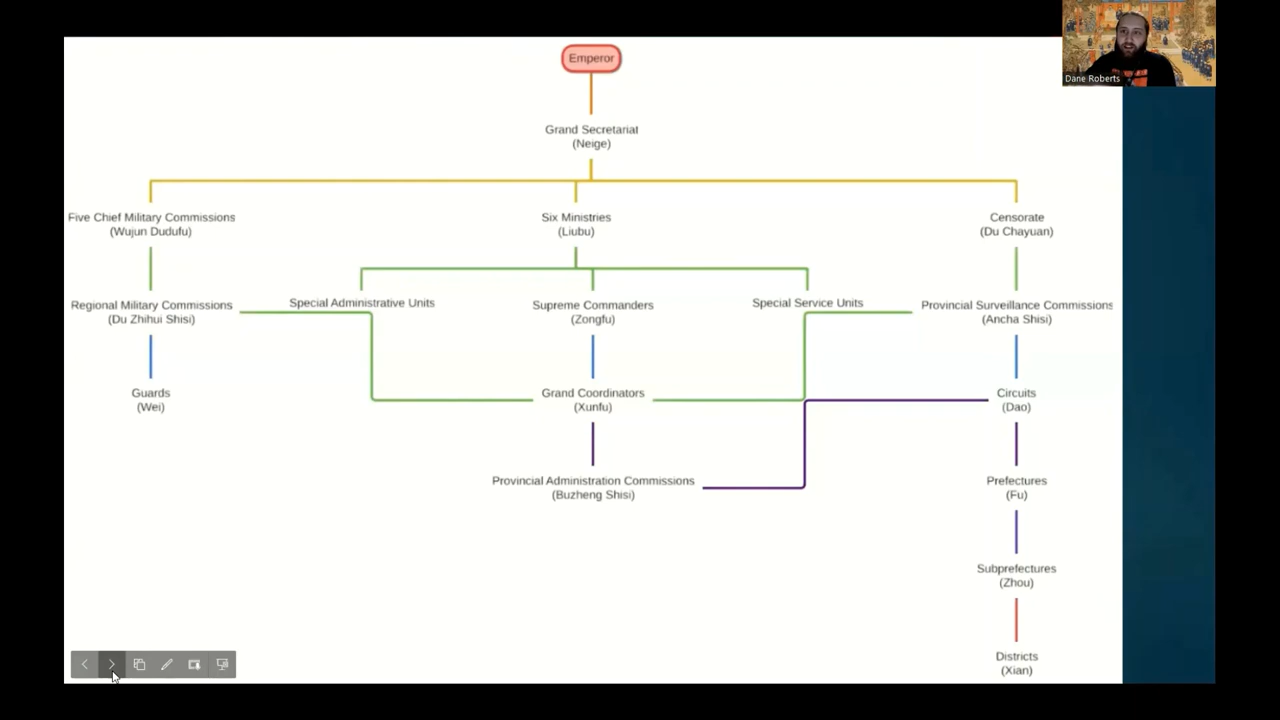 Emperor
Dane Roberts
Grand Secretariat
(Neige)
Five Chief Military Commissions
(Wujun Dudufu)
Six Ministries
(Liubu)
Censorate
(Du Chayuan)
Regional Military Commissions
(Du Zhihui Shisi)
Special Administrative Units
Supreme Commanders
(Zongfu)
Special Service Units
Provincial Surveillance Commissions
(Ancha Shisi)
Guards
(Wei)
Grand Coordinators
(Xunfu)
Circuits
(Dao)
Provincial Administration Commissions
(Buzheng Shisi)
Prefectures
(Fu)
Subprefectures
(Zhou)
Districts
(Xian)